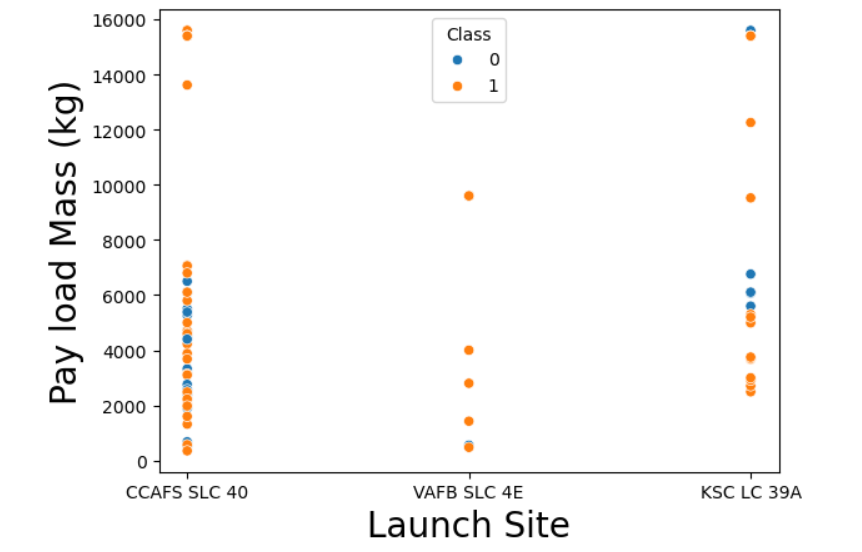 16000
14000
12000
10000
8000
6000
4000
2000
0
Pay load Mass (kg)
Class
0
1
CCAFS SLC 40
VAFB SLC 4E
KSC LC 39A
Launch Site